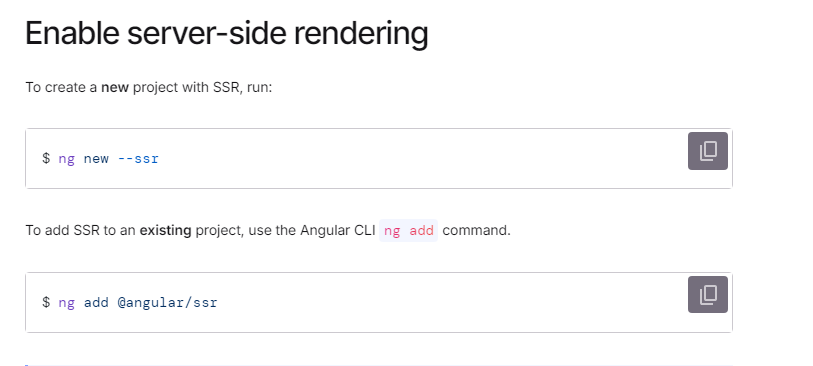 Enable server-side rendering
To create a new project with SSR, run:
$ ng new --ssr
To add SSR to an existing project, use the Angular CLI ng add command.
$ ng add @angular/ssr